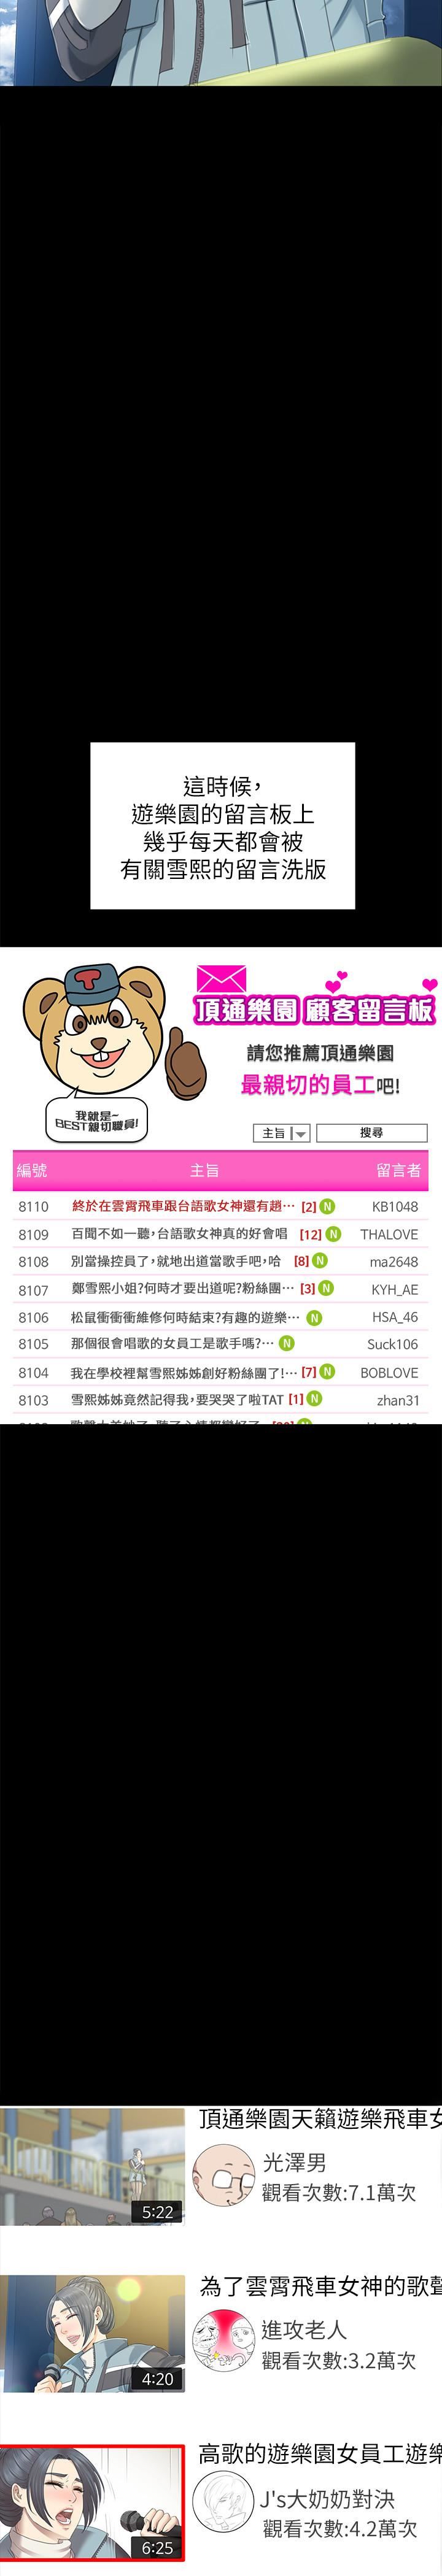 這時候，
遊樂園的留言板上
幾乎每天都會被
有關雪熙的留言洗版
頂通樂園 顧客留言板
請您推薦頂通樂園
最親切的員工吧!
我就是~
BEST親切職員!
主旨 搜尋
編號 主旨 留言者
8110 終於在雲霄飛車跟台語歌女神還有趙⋯ [2] N KB1048
8109 百聞不如一聽，台語歌女神真的好會唱 [12] N THALOVE
8108 別當操控員了，就地出道當歌手吧，哈 [8] N ma2648
8107 鄭雪熙小姐?何時才要出道呢?粉絲團⋯ [3] N KYH_AE
8106 松鼠衝衝衝維修何時結束?有趣的遊樂⋯ N HSA_46
8105 那個很會唱歌的女員工是歌手嗎?⋯ N Suck106
8104 我在學校裡幫雪熙姊姊創好粉絲團了!⋯ [7] N BOBLOVE
8103 雪熙姊姊竟然記得我，要哭哭了啦TAT [1] N zhan31
頂通樂園天籟遊樂飛車女
光澤男
觀看次數:7.1萬次
5:22
為了雲霄飛車女神的歌聲
進攻老人
觀看次數:3.2萬次
4:20
高歌的遊樂園女員工遊樂
J's大奶奶對決
觀看次數:4.2萬次
6:25